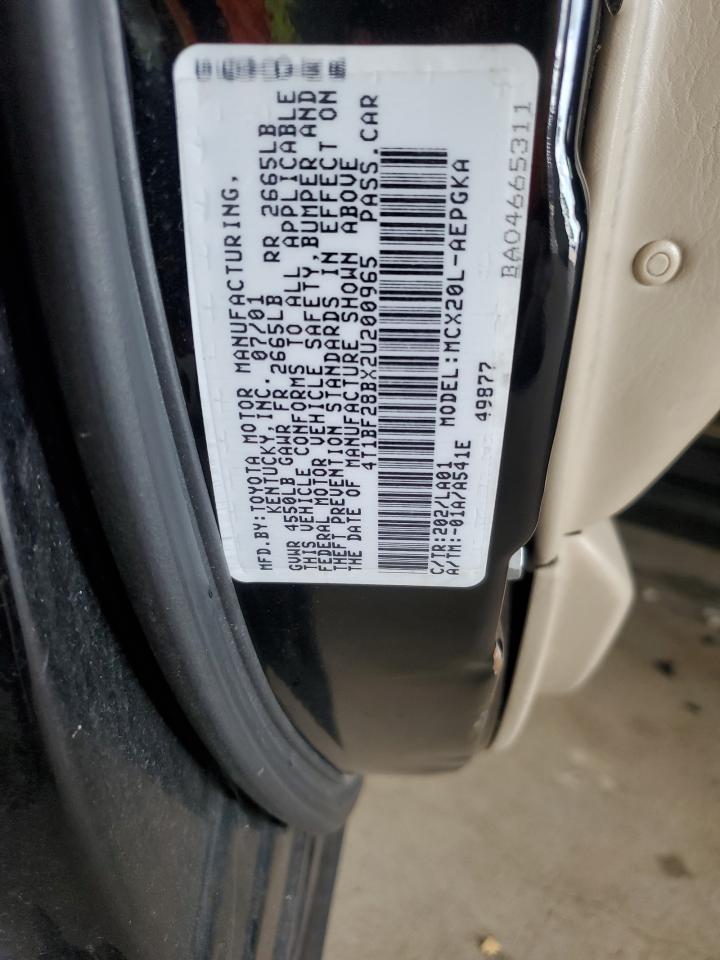 MFD. BY:TOYOTA MOTOR MANUFACTURING,
KENTUCKY, INC. 07/01
GVWR 4550LB GAWR FR 2665LB RR 2665LB
THIS VEHICLE CONFORMS TO ALL APPLICABLE
FEDERAL MOTOR VEHICLE SAFETY, BUMPER AND
THEFT PREVENTION STANDARDS IN EFFECT ON
THE DATE OF MANUFACTURE SHOWN ABOVE
4T1BF28BX2U200965 PASS.CAR
C/TR:202/LA01 MODEL:MCX20L-AEPGKA
A/TM:-01A/A541E 49877
BA04665311